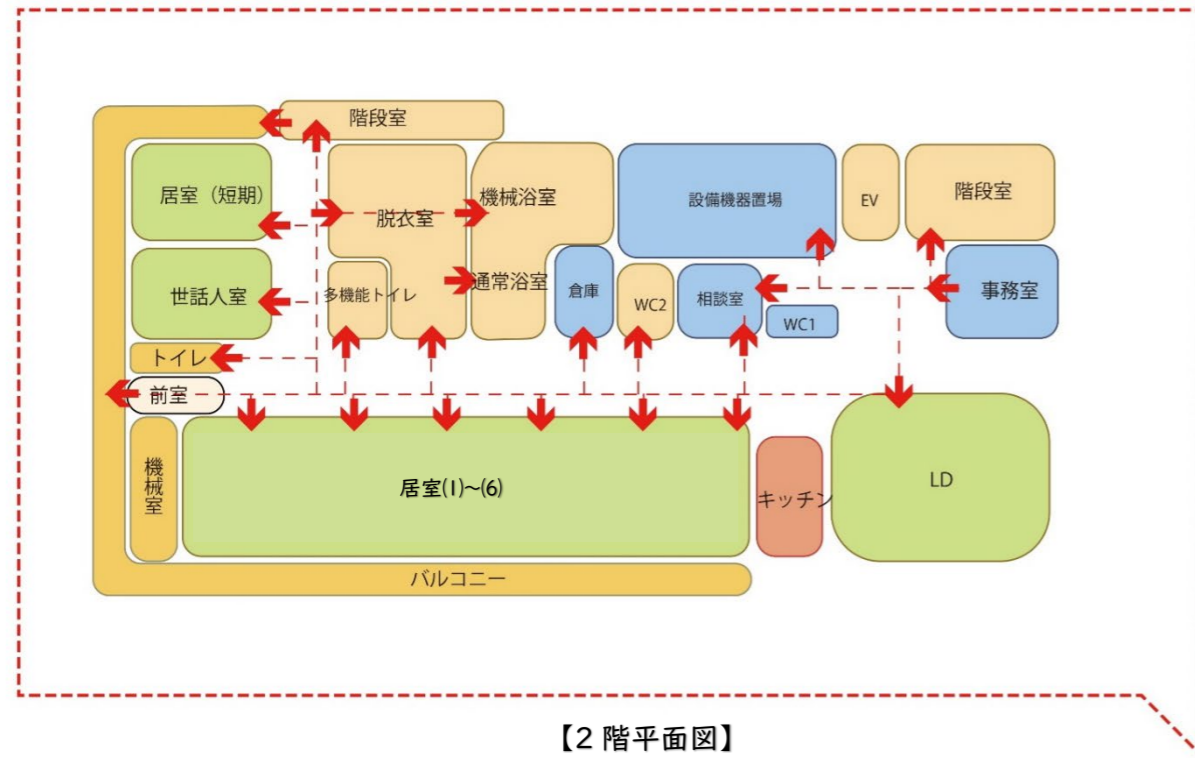 階段室
居室（短期）
脱衣室
機械浴室
設備機器置場
EV
階段室
世話人室
多機能トイレ
通常浴室
倉庫
WC2
相談室
WC1
事務室
トイレ
前室
機械室
居室(1)～(6)
キッチン
LD
バルコニー
【2階平面図】